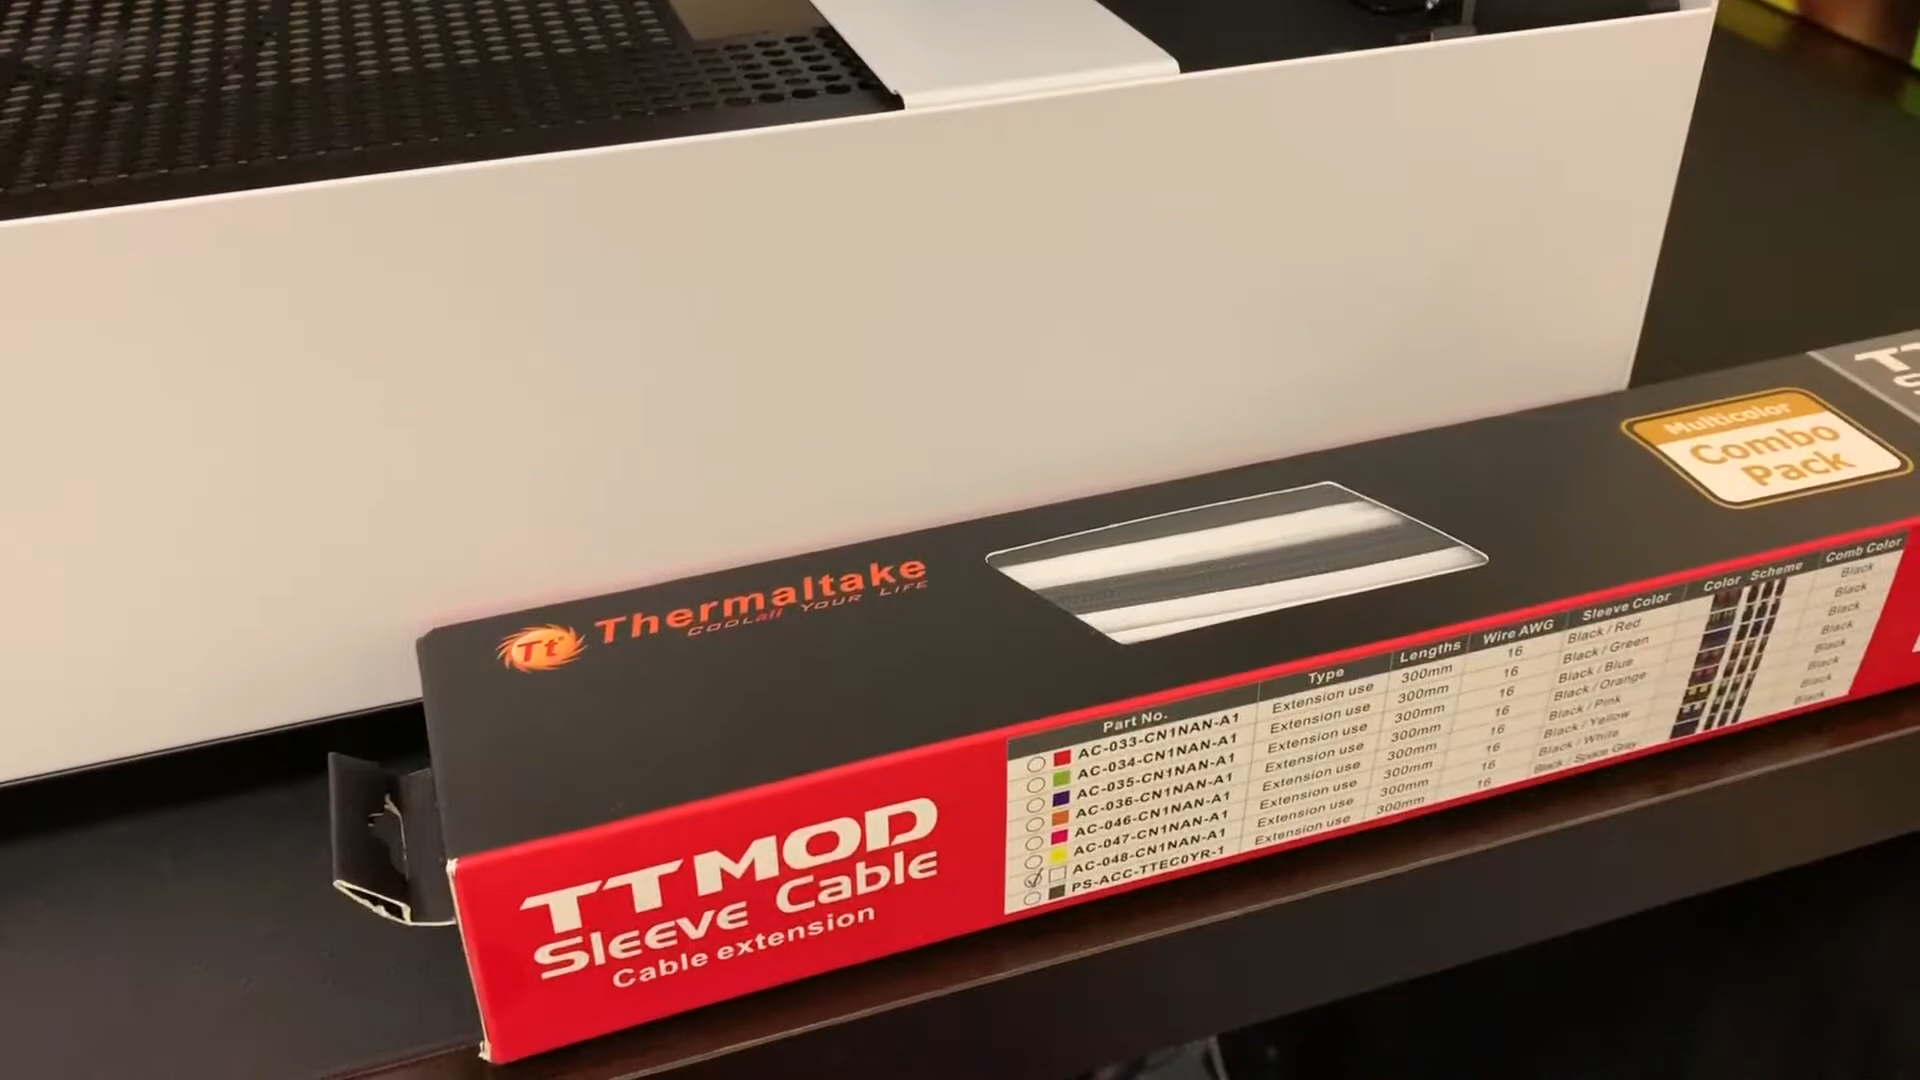 Multicolor
Combo
Pack
Thermaltake
COOLall YOUR LIFE
TT MOD
Sleeve Cable
Cable extension
Part No. Type Lengths Wire AWG Sleeve Color Color Scheme Comb Color
AC-033-CN1NAN-A1 Extension use 300mm 16 Black / Red Black
AC-034-CN1NAN-A1 Extension use 300mm 16 Black / Green Black
AC-035-CN1NAN-A1 Extension use 300mm 16 Black / Blue Black
AC-036-CN1NAN-A1 Extension use 300mm 16 Black / Orange Black
AC-046-CN1NAN-A1 Extension use 300mm 16 Black / Pink Black
AC-047-CN1NAN-A1 Extension use 300mm 16 Black / Yellow Black
AC-048-CN1NAN-A1 Extension use 300mm 16 Black / White Black
PS-ACC-TTEC0YR-1 Extension use 300mm 16 Black / Space Gray Black